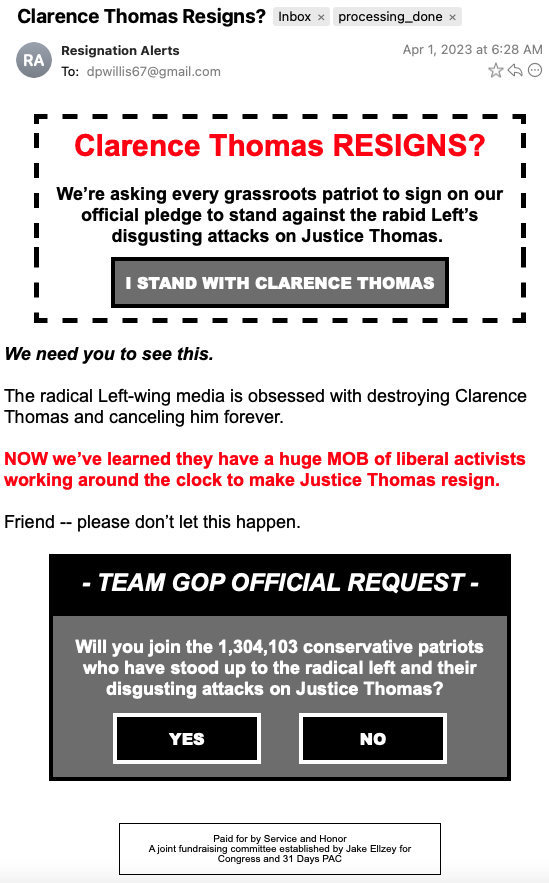 Clarence Thomas Resigns? Inbox × processing_done ×
RA
Resignation Alerts
Apr 1, 2023 at 6:28 AM
To: dpwillis67@gmail.com
Clarence Thomas RESIGNS?
We’re asking every grassroots patriot to sign on our
official pledge to stand against the rabid Left’s
disgusting attacks on Justice Thomas.
I STAND WITH CLARENCE THOMAS
We need you to see this.
The radical Left-wing media is obsessed with destroying Clarence
Thomas and canceling him forever.
NOW we’ve learned they have a huge MOB of liberal activists
working around the clock to make Justice Thomas resign.
Friend -- please don’t let this happen.
- TEAM GOP OFFICIAL REQUEST -
Will you join the 1,304,103 conservative patriots
who have stood up to the radical left and their
disgusting attacks on Justice Thomas?
YES
NO
Paid for by Service and Honor
A joint fundraising committee established by Jake Ellzey for
Congress and 31 Days PAC